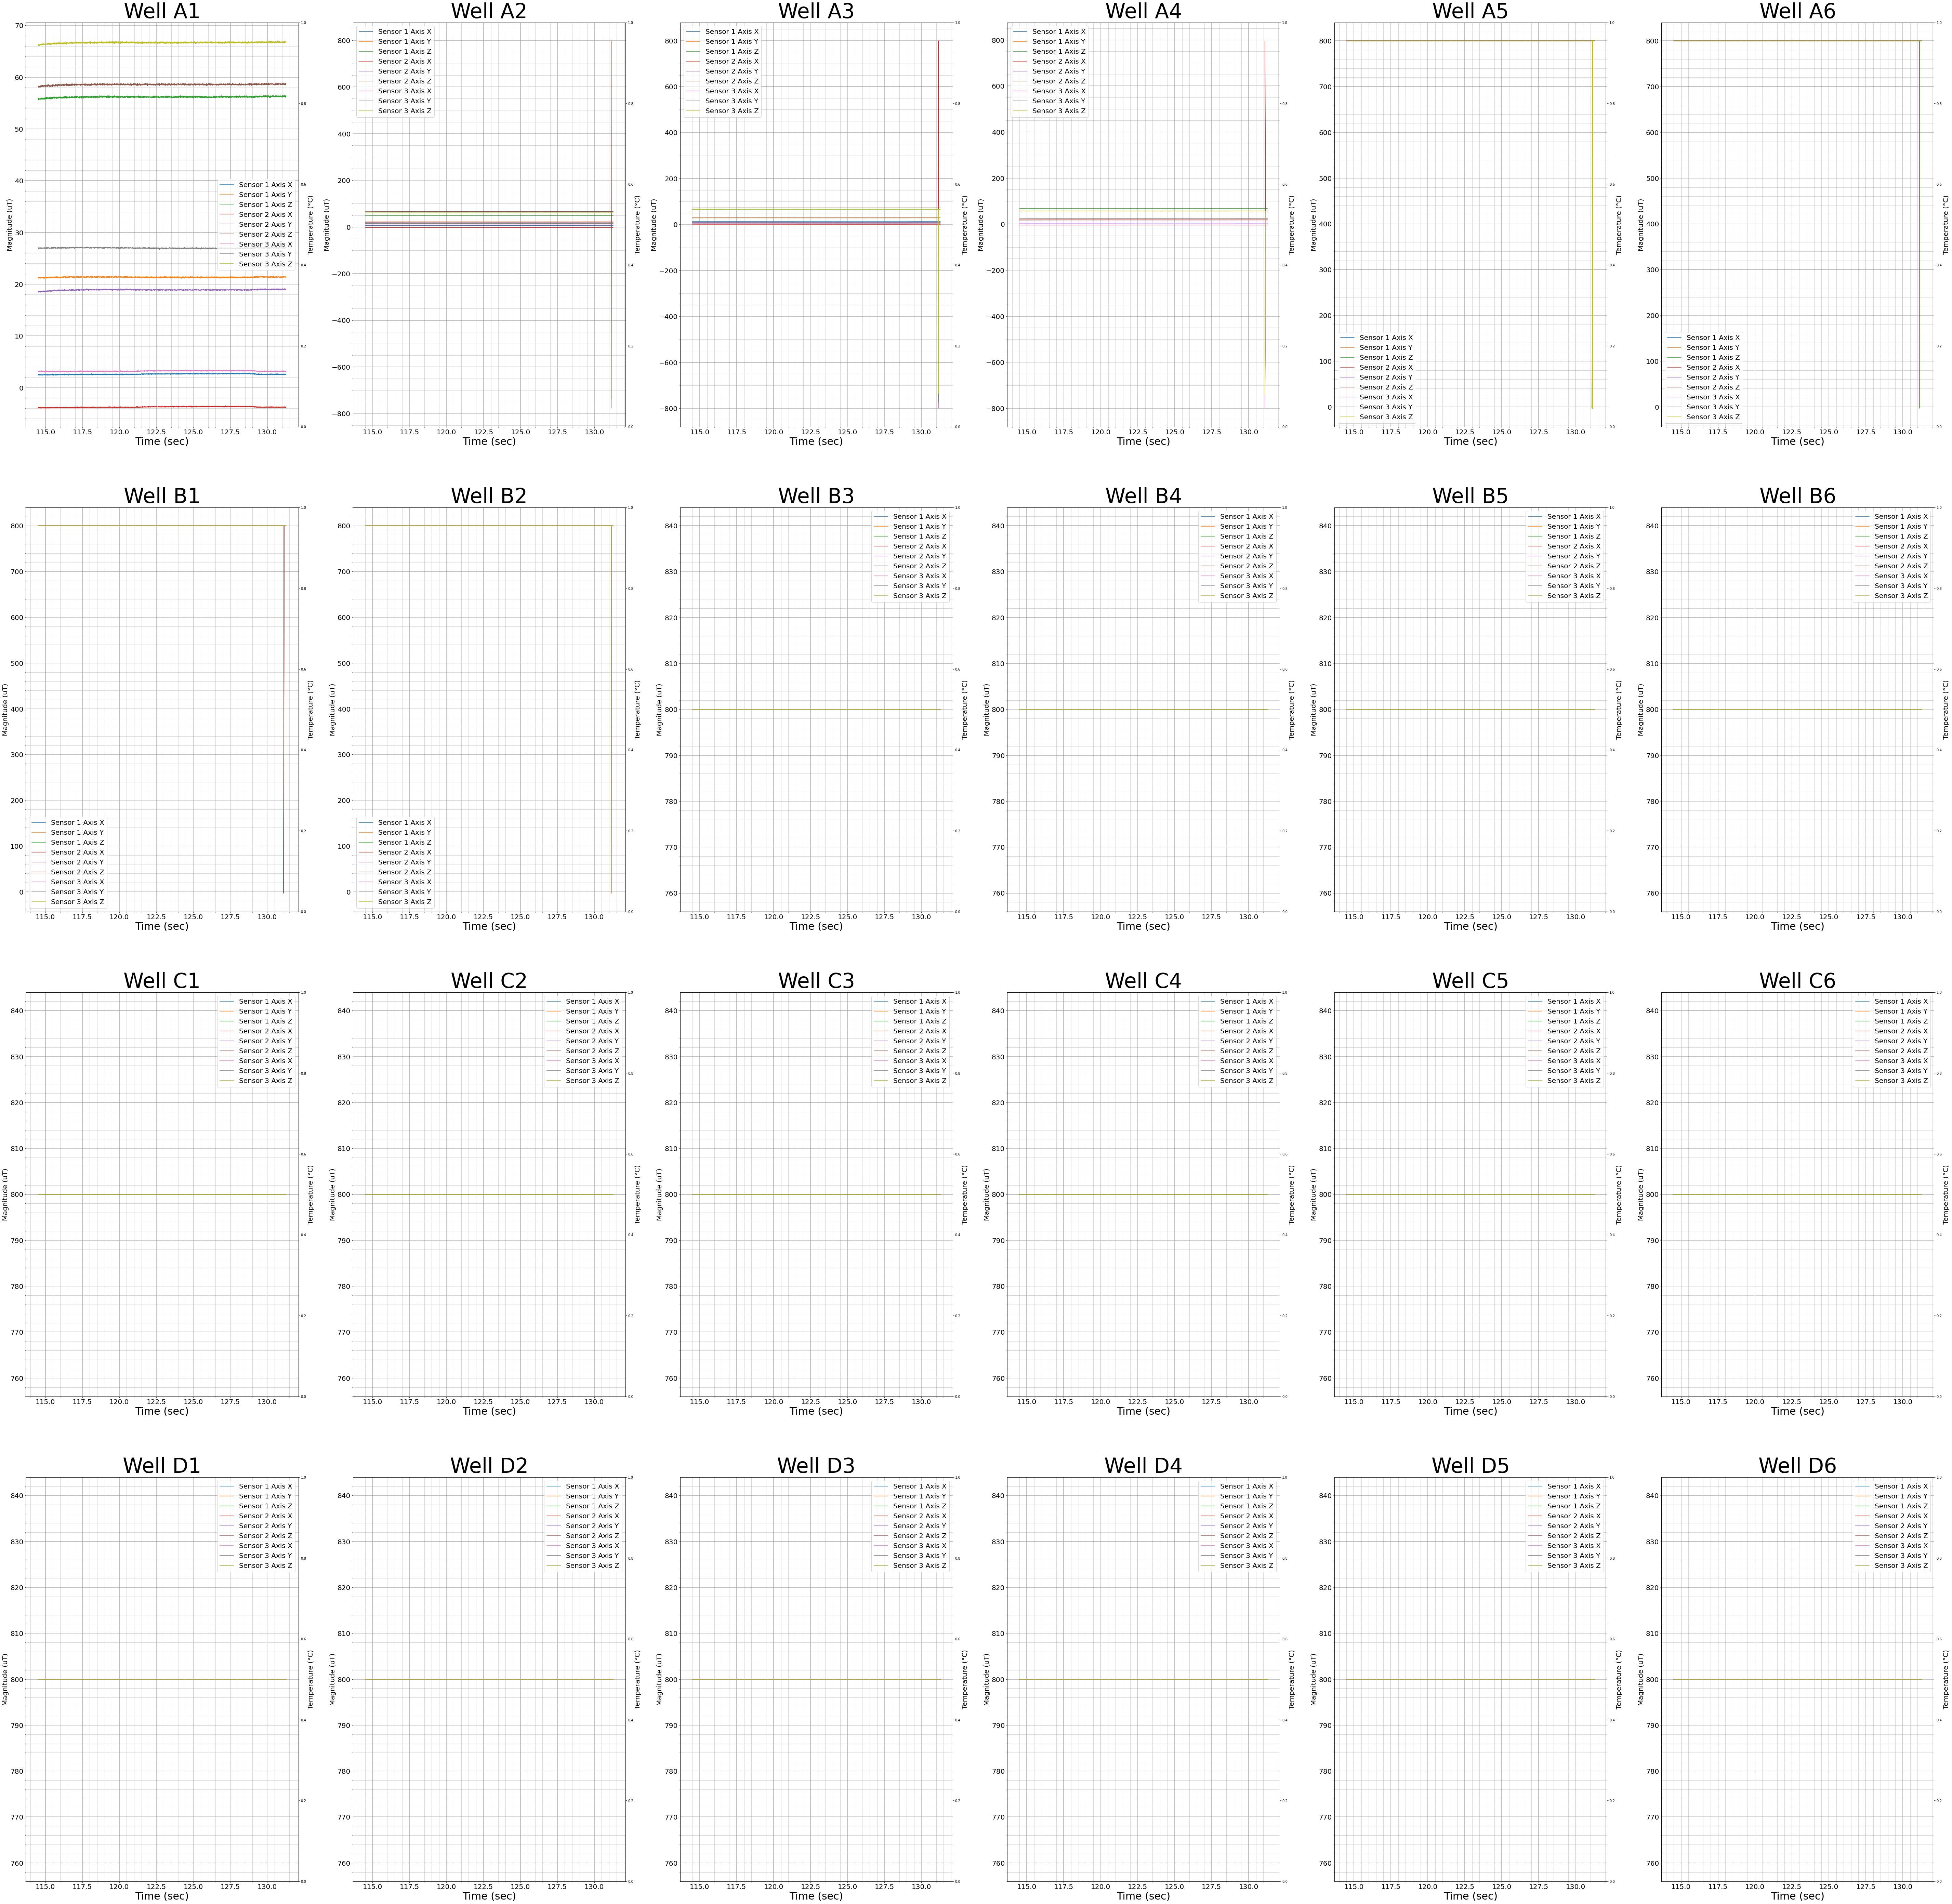 Well A1 Well A2 Well A3 Well A4 Well A5 Well A6
70 60 50 40 30 20 10 0
800 600 400 200 0 −200 −400 −600 −800
800 600 400 200 0 −200 −400 −600 −800
800 600 400 200 0 −200 −400 −600 −800
800 700 600 500 400 300 200 100 0
800 700 600 500 400 300 200 100 0
1.0 0.8 0.6 0.4 0.2 0.0
1.0 0.8 0.6 0.4 0.2 0.0
1.0 0.8 0.6 0.4 0.2 0.0
1.0 0.8 0.6 0.4 0.2 0.0
1.0 0.8 0.6 0.4 0.2 0.0
1.0 0.8 0.6 0.4 0.2 0.0
Sensor 1 Axis X Sensor 1 Axis X Sensor 1 Axis X Sensor 1 Axis X Sensor 1 Axis X Sensor 1 Axis X
Sensor 1 Axis Y Sensor 1 Axis Y Sensor 1 Axis Y Sensor 1 Axis Y Sensor 1 Axis Y Sensor 1 Axis Y
Sensor 1 Axis Z Sensor 1 Axis Z Sensor 1 Axis Z Sensor 1 Axis Z Sensor 1 Axis Z Sensor 1 Axis Z
Sensor 2 Axis X Sensor 2 Axis X Sensor 2 Axis X Sensor 2 Axis X Sensor 2 Axis X Sensor 2 Axis X
Sensor 2 Axis Y Sensor 2 Axis Y Sensor 2 Axis Y Sensor 2 Axis Y Sensor 2 Axis Y Sensor 2 Axis Y
Sensor 2 Axis Z Sensor 2 Axis Z Sensor 2 Axis Z Sensor 2 Axis Z Sensor 2 Axis Z Sensor 2 Axis Z
Sensor 3 Axis X Sensor 3 Axis X Sensor 3 Axis X Sensor 3 Axis X Sensor 3 Axis X Sensor 3 Axis X
Sensor 3 Axis Y Sensor 3 Axis Y Sensor 3 Axis Y Sensor 3 Axis Y Sensor 3 Axis Y Sensor 3 Axis Y
Sensor 3 Axis Z Sensor 3 Axis Z Sensor 3 Axis Z Sensor 3 Axis Z Sensor 3 Axis Z Sensor 3 Axis Z
Magnitude (uT) Temperature (°C) Magnitude (uT) Temperature (°C) Magnitude (uT) Temperature (°C) Magnitude (uT) Temperature (°C) Magnitude (uT) Temperature (°C) Magnitude (uT) Temperature (°C)
115.0 117.5 120.0 122.5 125.0 127.5 130.0 115.0 117.5 120.0 122.5 125.0 127.5 130.0 115.0 117.5 120.0 122.5 125.0 127.5 130.0 115.0 117.5 120.0 122.5 125.0 127.5 130.0 115.0 117.5 120.0 122.5 125.0 127.5 130.0 115.0 117.5 120.0 122.5 125.0 127.5 130.0
Time (sec) Time (sec) Time (sec) Time (sec) Time (sec) Time (sec)
Well B1 Well B2 Well B3 Well B4 Well B5 Well B6
800 700 600 500 400 300 200 100 0
800 700 600 500 400 300 200 100 0
840 830 820 810 800 790 780 770 760
840 830 820 810 800 790 780 770 760
840 830 820 810 800 790 780 770 760
840 830 820 810 800 790 780 770 760
1.0 0.8 0.6 0.4 0.2 0.0
1.0 0.8 0.6 0.4 0.2 0.0
1.0 0.8 0.6 0.4 0.2 0.0
1.0 0.8 0.6 0.4 0.2 0.0
1.0 0.8 0.6 0.4 0.2 0.0
1.0 0.8 0.6 0.4 0.2 0.0
Sensor 1 Axis X Sensor 1 Axis X Sensor 1 Axis X Sensor 1 Axis X Sensor 1 Axis X Sensor 1 Axis X
Sensor 1 Axis Y Sensor 1 Axis Y Sensor 1 Axis Y Sensor 1 Axis Y Sensor 1 Axis Y Sensor 1 Axis Y
Sensor 1 Axis Z Sensor 1 Axis Z Sensor 1 Axis Z Sensor 1 Axis Z Sensor 1 Axis Z Sensor 1 Axis Z
Sensor 2 Axis X Sensor 2 Axis X Sensor 2 Axis X Sensor 2 Axis X Sensor 2 Axis X Sensor 2 Axis X
Sensor 2 Axis Y Sensor 2 Axis Y Sensor 2 Axis Y Sensor 2 Axis Y Sensor 2 Axis Y Sensor 2 Axis Y
Sensor 2 Axis Z Sensor 2 Axis Z Sensor 2 Axis Z Sensor 2 Axis Z Sensor 2 Axis Z Sensor 2 Axis Z
Sensor 3 Axis X Sensor 3 Axis X Sensor 3 Axis X Sensor 3 Axis X Sensor 3 Axis X Sensor 3 Axis X
Sensor 3 Axis Y Sensor 3 Axis Y Sensor 3 Axis Y Sensor 3 Axis Y Sensor 3 Axis Y Sensor 3 Axis Y
Sensor 3 Axis Z Sensor 3 Axis Z Sensor 3 Axis Z Sensor 3 Axis Z Sensor 3 Axis Z Sensor 3 Axis Z
Magnitude (uT) Temperature (°C) Magnitude (uT) Temperature (°C) Magnitude (uT) Temperature (°C) Magnitude (uT) Temperature (°C) Magnitude (uT) Temperature (°C) Magnitude (uT) Temperature (°C)
115.0 117.5 120.0 122.5 125.0 127.5 130.0 115.0 117.5 120.0 122.5 125.0 127.5 130.0 115.0 117.5 120.0 122.5 125.0 127.5 130.0 115.0 117.5 120.0 122.5 125.0 127.5 130.0 115.0 117.5 120.0 122.5 125.0 127.5 130.0 115.0 117.5 120.0 122.5 125.0 127.5 130.0
Time (sec) Time (sec) Time (sec) Time (sec) Time (sec) Time (sec)
Well C1 Well C2 Well C3 Well C4 Well C5 Well C6
840 830 820 810 800 790 780 770 760
840 830 820 810 800 790 780 770 760
840 830 820 810 800 790 780 770 760
840 830 820 810 800 790 780 770 760
840 830 820 810 800 790 780 770 760
840 830 820 810 800 790 780 770 760
1.0 0.8 0.6 0.4 0.2 0.0
1.0 0.8 0.6 0.4 0.2 0.0
1.0 0.8 0.6 0.4 0.2 0.0
1.0 0.8 0.6 0.4 0.2 0.0
1.0 0.8 0.6 0.4 0.2 0.0
1.0 0.8 0.6 0.4 0.2 0.0
Sensor 1 Axis X Sensor 1 Axis X Sensor 1 Axis X Sensor 1 Axis X Sensor 1 Axis X Sensor 1 Axis X
Sensor 1 Axis Y Sensor 1 Axis Y Sensor 1 Axis Y Sensor 1 Axis Y Sensor 1 Axis Y Sensor 1 Axis Y
Sensor 1 Axis Z Sensor 1 Axis Z Sensor 1 Axis Z Sensor 1 Axis Z Sensor 1 Axis Z Sensor 1 Axis Z
Sensor 2 Axis X Sensor 2 Axis X Sensor 2 Axis X Sensor 2 Axis X Sensor 2 Axis X Sensor 2 Axis X
Sensor 2 Axis Y Sensor 2 Axis Y Sensor 2 Axis Y Sensor 2 Axis Y Sensor 2 Axis Y Sensor 2 Axis Y
Sensor 2 Axis Z Sensor 2 Axis Z Sensor 2 Axis Z Sensor 2 Axis Z Sensor 2 Axis Z Sensor 2 Axis Z
Sensor 3 Axis X Sensor 3 Axis X Sensor 3 Axis X Sensor 3 Axis X Sensor 3 Axis X Sensor 3 Axis X
Sensor 3 Axis Y Sensor 3 Axis Y Sensor 3 Axis Y Sensor 3 Axis Y Sensor 3 Axis Y Sensor 3 Axis Y
Sensor 3 Axis Z Sensor 3 Axis Z Sensor 3 Axis Z Sensor 3 Axis Z Sensor 3 Axis Z Sensor 3 Axis Z
Magnitude (uT) Temperature (°C) Magnitude (uT) Temperature (°C) Magnitude (uT) Temperature (°C) Magnitude (uT) Temperature (°C) Magnitude (uT) Temperature (°C) Magnitude (uT) Temperature (°C)
115.0 117.5 120.0 122.5 125.0 127.5 130.0 115.0 117.5 120.0 122.5 125.0 127.5 130.0 115.0 117.5 120.0 122.5 125.0 127.5 130.0 115.0 117.5 120.0 122.5 125.0 127.5 130.0 115.0 117.5 120.0 122.5 125.0 127.5 130.0 115.0 117.5 120.0 122.5 125.0 127.5 130.0
Time (sec) Time (sec) Time (sec) Time (sec) Time (sec) Time (sec)
Well D1 Well D2 Well D3 Well D4 Well D5 Well D6
840 830 820 810 800 790 780 770 760
840 830 820 810 800 790 780 770 760
840 830 820 810 800 790 780 770 760
840 830 820 810 800 790 780 770 760
840 830 820 810 800 790 780 770 760
840 830 820 810 800 790 780 770 760
1.0 0.8 0.6 0.4 0.2 0.0
1.0 0.8 0.6 0.4 0.2 0.0
1.0 0.8 0.6 0.4 0.2 0.0
1.0 0.8 0.6 0.4 0.2 0.0
1.0 0.8 0.6 0.4 0.2 0.0
1.0 0.8 0.6 0.4 0.2 0.0
Sensor 1 Axis X Sensor 1 Axis X Sensor 1 Axis X Sensor 1 Axis X Sensor 1 Axis X Sensor 1 Axis X
Sensor 1 Axis Y Sensor 1 Axis Y Sensor 1 Axis Y Sensor 1 Axis Y Sensor 1 Axis Y Sensor 1 Axis Y
Sensor 1 Axis Z Sensor 1 Axis Z Sensor 1 Axis Z Sensor 1 Axis Z Sensor 1 Axis Z Sensor 1 Axis Z
Sensor 2 Axis X Sensor 2 Axis X Sensor 2 Axis X Sensor 2 Axis X Sensor 2 Axis X Sensor 2 Axis X
Sensor 2 Axis Y Sensor 2 Axis Y Sensor 2 Axis Y Sensor 2 Axis Y Sensor 2 Axis Y Sensor 2 Axis Y
Sensor 2 Axis Z Sensor 2 Axis Z Sensor 2 Axis Z Sensor 2 Axis Z Sensor 2 Axis Z Sensor 2 Axis Z
Sensor 3 Axis X Sensor 3 Axis X Sensor 3 Axis X Sensor 3 Axis X Sensor 3 Axis X Sensor 3 Axis X
Sensor 3 Axis Y Sensor 3 Axis Y Sensor 3 Axis Y Sensor 3 Axis Y Sensor 3 Axis Y Sensor 3 Axis Y
Sensor 3 Axis Z Sensor 3 Axis Z Sensor 3 Axis Z Sensor 3 Axis Z Sensor 3 Axis Z Sensor 3 Axis Z
Magnitude (uT) Temperature (°C) Magnitude (uT) Temperature (°C) Magnitude (uT) Temperature (°C) Magnitude (uT) Temperature (°C) Magnitude (uT) Temperature (°C) Magnitude (uT) Temperature (°C)
115.0 117.5 120.0 122.5 125.0 127.5 130.0 115.0 117.5 120.0 122.5 125.0 127.5 130.0 115.0 117.5 120.0 122.5 125.0 127.5 130.0 115.0 117.5 120.0 122.5 125.0 127.5 130.0 115.0 117.5 120.0 122.5 125.0 127.5 130.0 115.0 117.5 120.0 122.5 125.0 127.5 130.0
Time (sec) Time (sec) Time (sec) Time (sec) Time (sec) Time (sec)